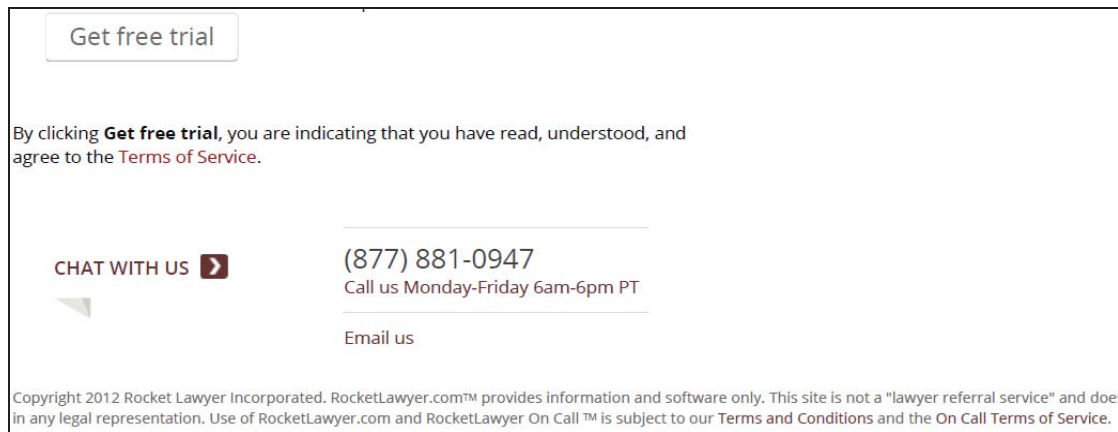 Get free trial
By clicking Get free trial, you are indicating that you have read, understood, and
agree to the Terms of Service.
CHAT WITH US
(877) 881-0947
Call us Monday-Friday 6am-6pm PT
Email us
Copyright 2012 Rocket Lawyer Incorporated. RocketLawyer.com™ provides information and software only. This site is not a "lawyer referral service" and doe
in any legal representation. Use of RocketLawyer.com and RocketLawyer On Call ™ is subject to our Terms and Conditions and the On Call Terms of Service.